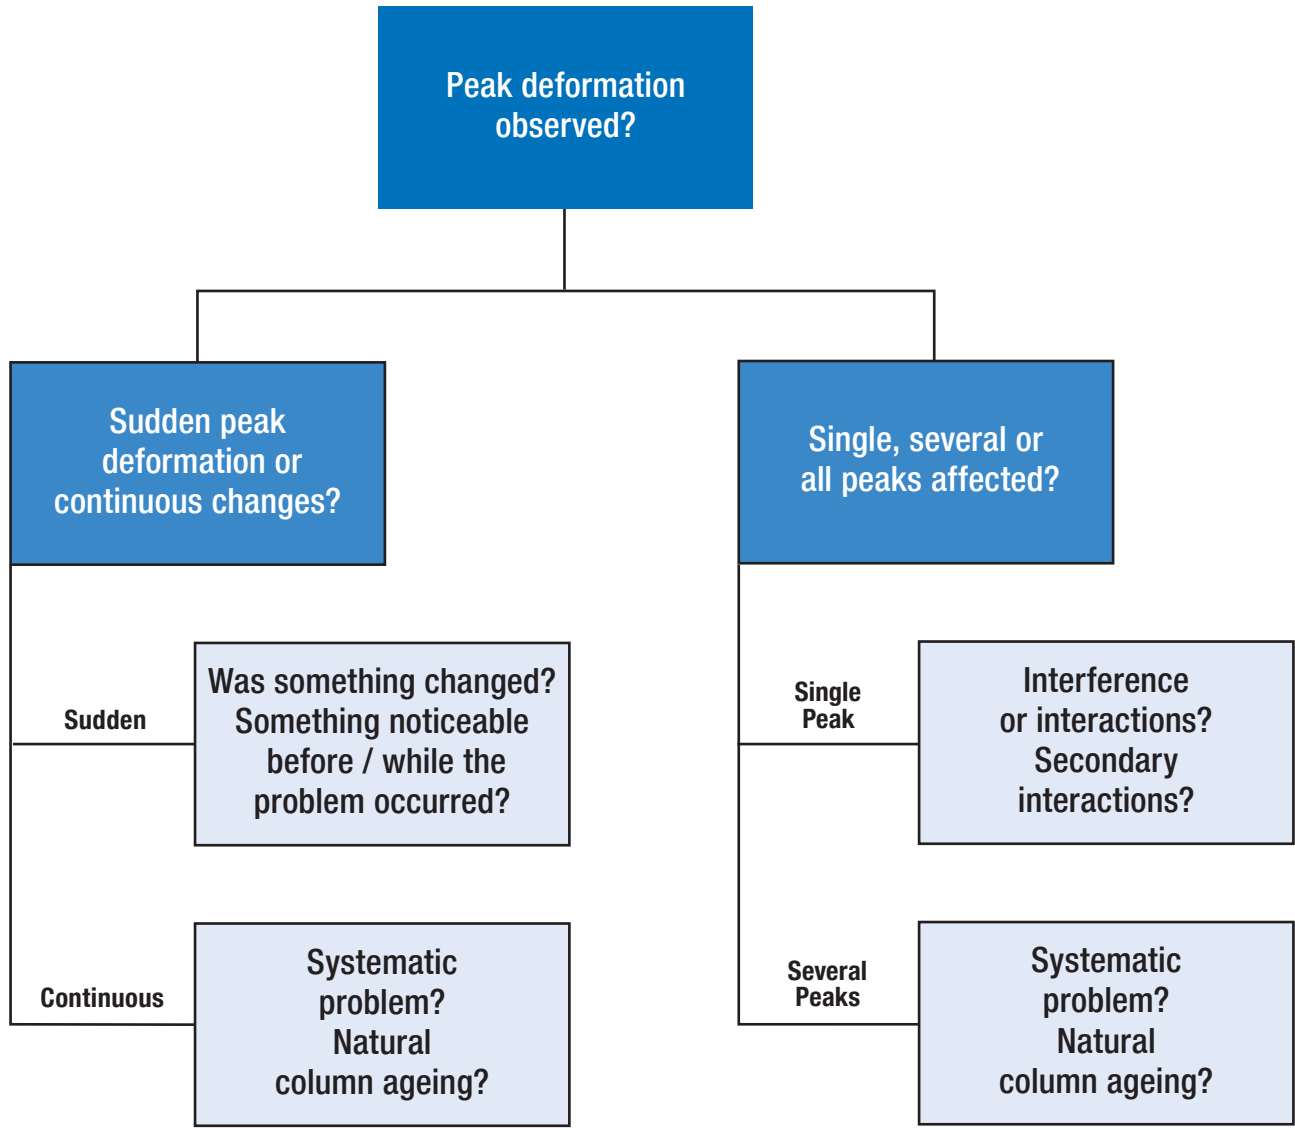 Peak deformation
observed?
Sudden peak
deformation or
continuous changes?
Single, several or
all peaks affected?
Sudden
Was something changed?
Something noticeable
before / while the
problem occurred?
Single
Peak
Interference
or interactions?
Secondary
interactions?
Continuous
Systematic
problem?
Natural
column ageing?
Several
Peaks
Systematic
problem?
Natural
column ageing?